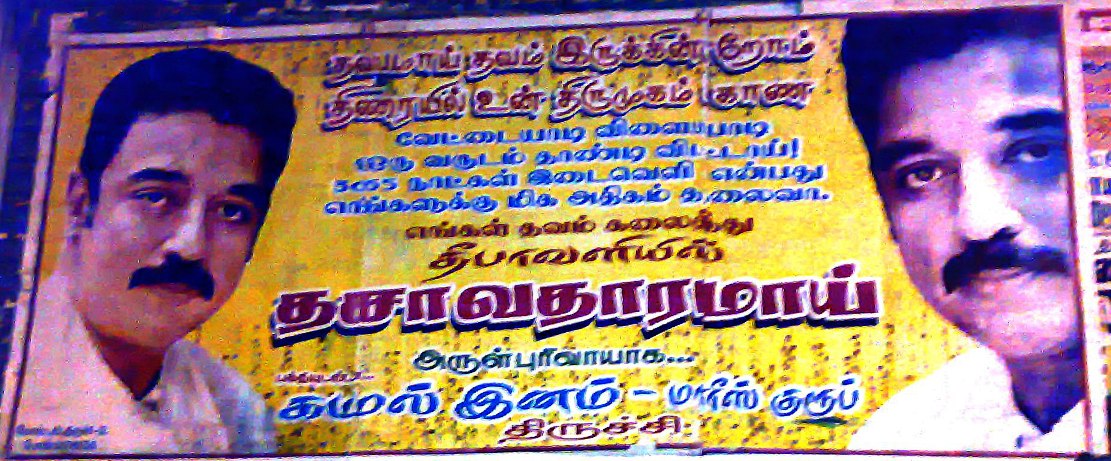 தவமாய் தவம் இருக்கின்றோம்
திரையில் உன் திருமுகம் காண
வேட்டையாடி விளையாடி
ஒரு வருடம் தாண்டி விட்டாய்!
365 நாட்கள் இடைவெளி என்பது
எங்களுக்கு மிக அதிகம் தலைவா.
எங்கள் தவம் கலைத்து
தீபாவளியில்
தசாவதாரமாய்
அருள்புரிவாயாக...
கமல் இனம் - மரீஸ் குரூப்
திருச்சி.